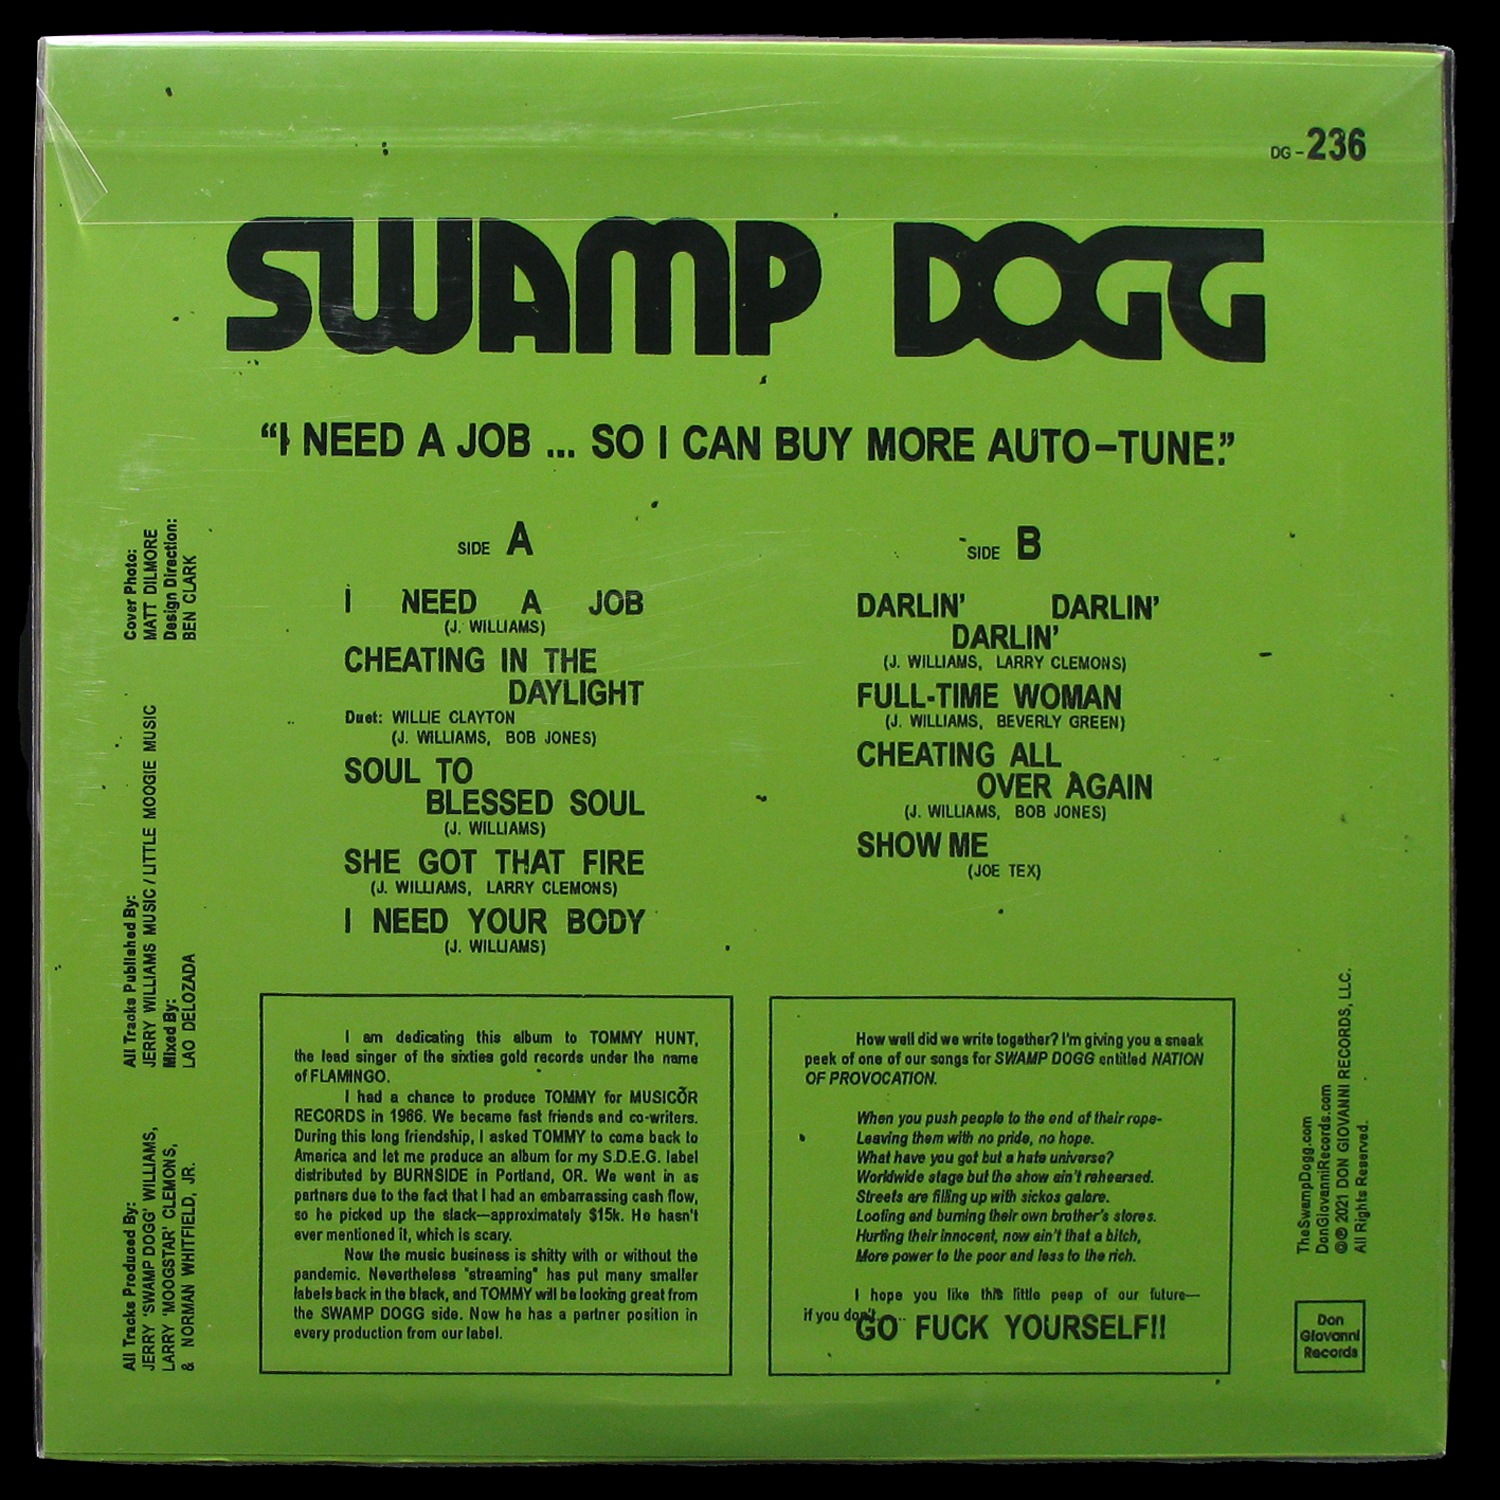 DG-236
SWAMP DOGG
“I NEED A JOB ... SO I CAN BUY MORE AUTO-TUNE.”
SIDE A
I NEED A JOB
(J. WILLIAMS)
CHEATING IN THE
DAYLIGHT
Duet: WILLIE CLAYTON
(J. WILLIAMS, BOB JONES)
SOUL TO
BLESSED SOUL
(J. WILLIAMS)
SHE GOT THAT FIRE
(J. WILLIAMS, LARRY CLEMONS)
I NEED YOUR BODY
(J. WILLIAMS)
SIDE B
DARLIN’ DARLIN’
DARLIN’
(J. WILLIAMS, LARRY CLEMONS)
FULL-TIME WOMAN
(J. WILLIAMS, BEVERLY GREEN)
CHEATING ALL
OVER AGAIN
(J. WILLIAMS, BOB JONES)
SHOW ME
(JOE TEX)
Cover Photo:
MATT DILMORE
Design Direction:
BEN CLARK
All Tracks Published By:
JERRY WILLIAMS MUSIC / LITTLE MOOGIE MUSIC
Mixed By:
LAO DELOZADA
All Tracks Produced By:
JERRY ‘SWAMP DOGG’ WILLIAMS,
LARRY ‘MOOGSTAR’ CLEMONS,
& NORMAN WHITFIELD, JR.
I am dedicating this album to TOMMY HUNT,
the lead singer of the sixties gold records under the name
of FLAMINGO.
I had a chance to produce TOMMY for MUSICOR
RECORDS in 1966. We became fast friends and co-writers.
During this long friendship, I asked TOMMY to come back to
America and let me produce an album for my S.D.E.G. label
distributed by BURNSIDE in Portland, OR. We went in as
partners due to the fact that I had an embarrassing cash flow,
so he picked up the slack—approximately $15k. He hasn't
ever mentioned it, which is scary.
Now the music business is shitty with or without the
pandemic. Nevertheless "streaming" has put many smaller
labels back in the black, and TOMMY will be looking great from
the SWAMP DOGG side. Now he has a partner position in
every production from our label.
How well did we write together? I'm giving you a sneak
peek of one of our songs for SWAMP DOGG entitled NATION
OF PROVOCATION.
When you push people to the end of their rope-
Leaving them with no pride, no hope.
What have you got but a hate universe?
Worldwide stage but the show ain't rehearsed.
Streets are filling up with sickos galore.
Looting and burning their own brother's stores.
Hurting their innocent, now ain't that a bitch,
More power to the poor and less to the rich.
I hope you like this little peep of our future—
if you don't...
GO FUCK YOURSELF!!
TheSwampDogg.com
DonGiovanniRecords.com
©℗ 2021 DON GIOVANNI RECORDS, LLC.
All Rights Reserved.
Don
Giovanni
Records